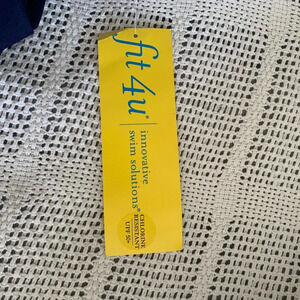 fit4u®
innovative
swim solutions®
CHLORINE
RESISTANT
UPF 50+